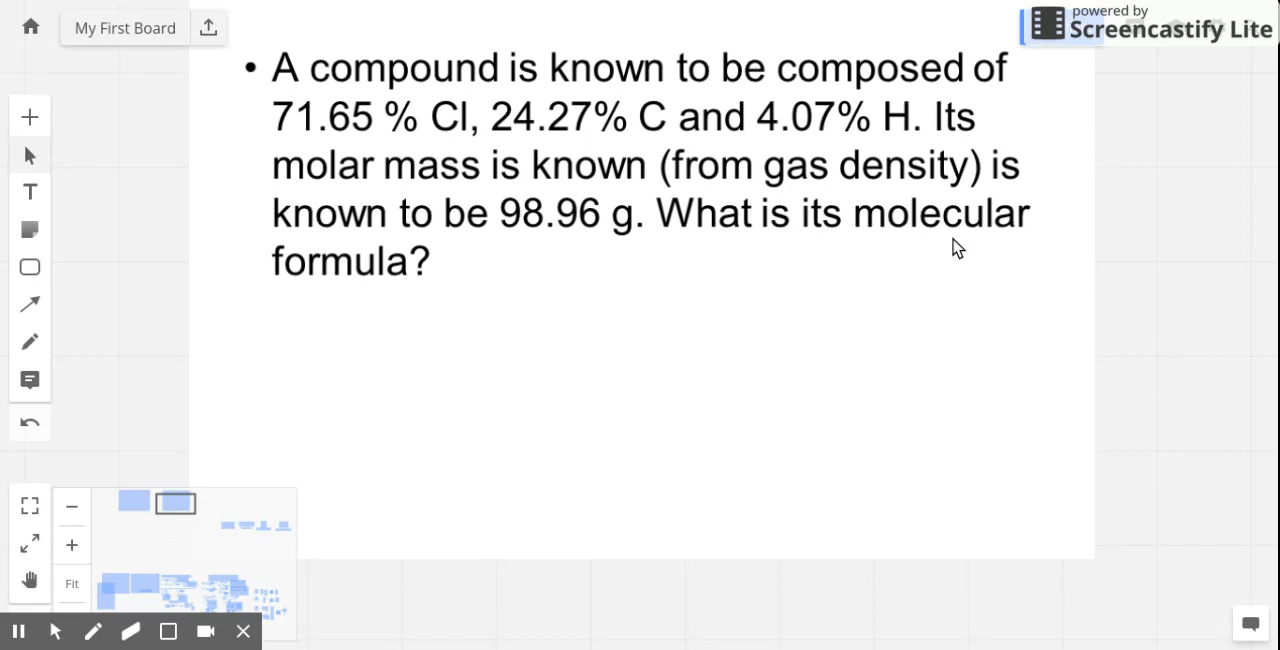 My First Board
powered by
Screencastify Lite
• A compound is known to be composed of
71.65 % Cl, 24.27% C and 4.07% H. Its
molar mass is known (from gas density) is
known to be 98.96 g. What is its molecular
formula?
T
Fit